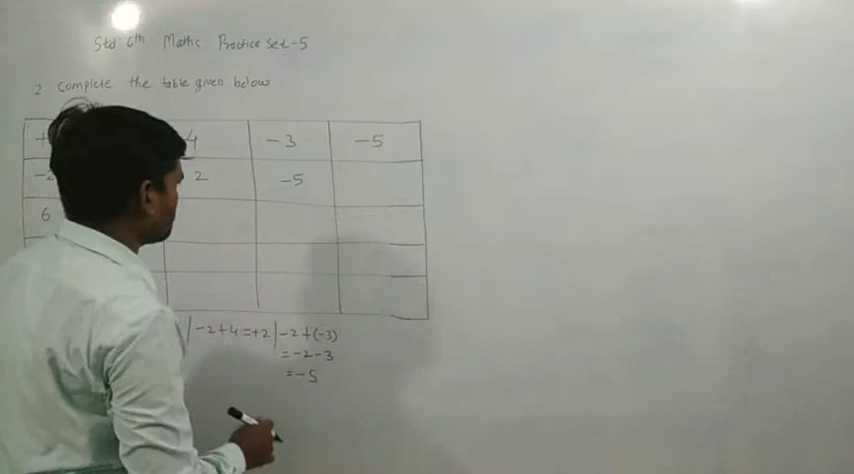 Std 6th Maths Practice set-5
2 Complete the table given below
+ 4 -3 -5
-2 2 -5
6
-2+4=+2 | -2+(-3)
=-2-3
=-5